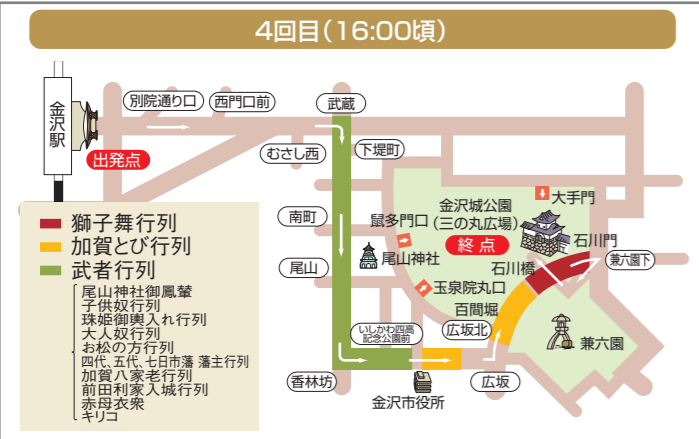 4回目(16:00頃)
金沢駅
別院通り口
西門口前
武蔵
出発点
むさし西
下堤町
獅子舞行列
加賀とび行列
武者行列
尾山神社御鳳輦
子供奴行列
珠姫御輿入れ行列
大人奴行列
お松の方行列
四代、五代、七日市藩 藩主行列
加賀八家老行列
前田利家入城行列
赤母衣衆
キリコ
南町
尾山
鼠多門口
尾山神社
金沢城公園
(三の丸広場)
終点
大手門
石川門
石川橋
兼六園下
玉泉院丸口
百間堀
いしかわ四高
記念公園前
広坂北
兼六園
香林坊
金沢市役所
広坂